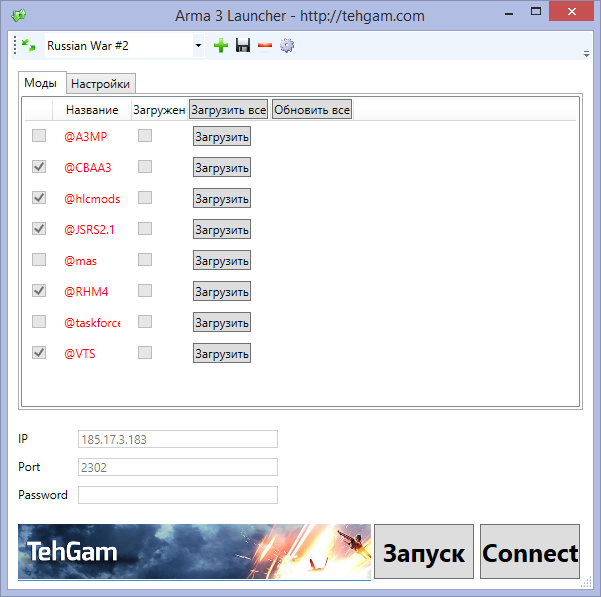 Arma 3 Launcher - http://tehgam.com
Russian War #2
Моды Настройки
Название Загружен Загрузить все Обновить все
@A3MP Загрузить
@CBAA3 Загрузить
@hlcmods Загрузить
@JSRS2.1 Загрузить
@mas Загрузить
@RHM4 Загрузить
@taskforce Загрузить
@VTS Загрузить
IP 185.17.3.183
Port 2302
Password
TehGam Запуск Connect